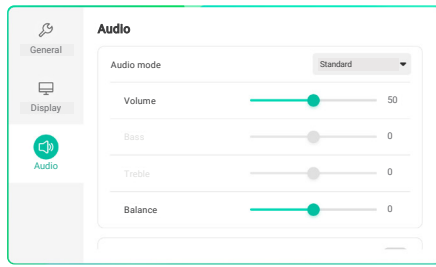 Audio
General
Audio mode
Standard
Volume
50
Display
Bass
0
Treble
0
Audio
Balance
0